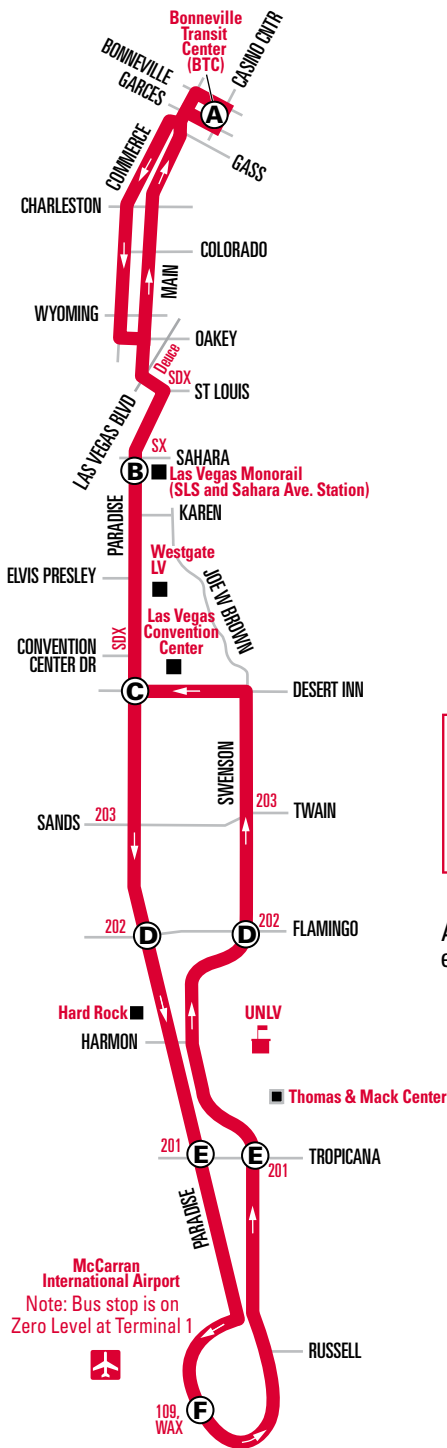 Bonneville
Transit
Center
(BTC)
BONNEVILLE
GARCES
CASINO CNTR
A
COMMERCE
GASS
CHARLESTON
COLORADO
MAIN
WYOMING
OAKEY
Deuce
SDX
ST LOUIS
LAS VEGAS BLVD
SX
SAHARA
B
Las Vegas Monorail
(SLS and Sahara Ave. Station)
PARADISE
KAREN
Westgate
LV
ELVIS PRESLEY
JOE W BROWN
Las Vegas
Convention
Center
SDX
CONVENTION
CENTER DR
C
DESERT INN
SWENSON
203
SANDS
203
TWAIN
202
D
D
202
FLAMINGO
A
e
Hard Rock
UNLV
HARMON
Thomas & Mack Center
201
E
E
201
TROPICANA
PARADISE
McCarran
International Airport
Note: Bus stop is on
Zero Level at Terminal 1
RUSSELL
109,
WAX
F